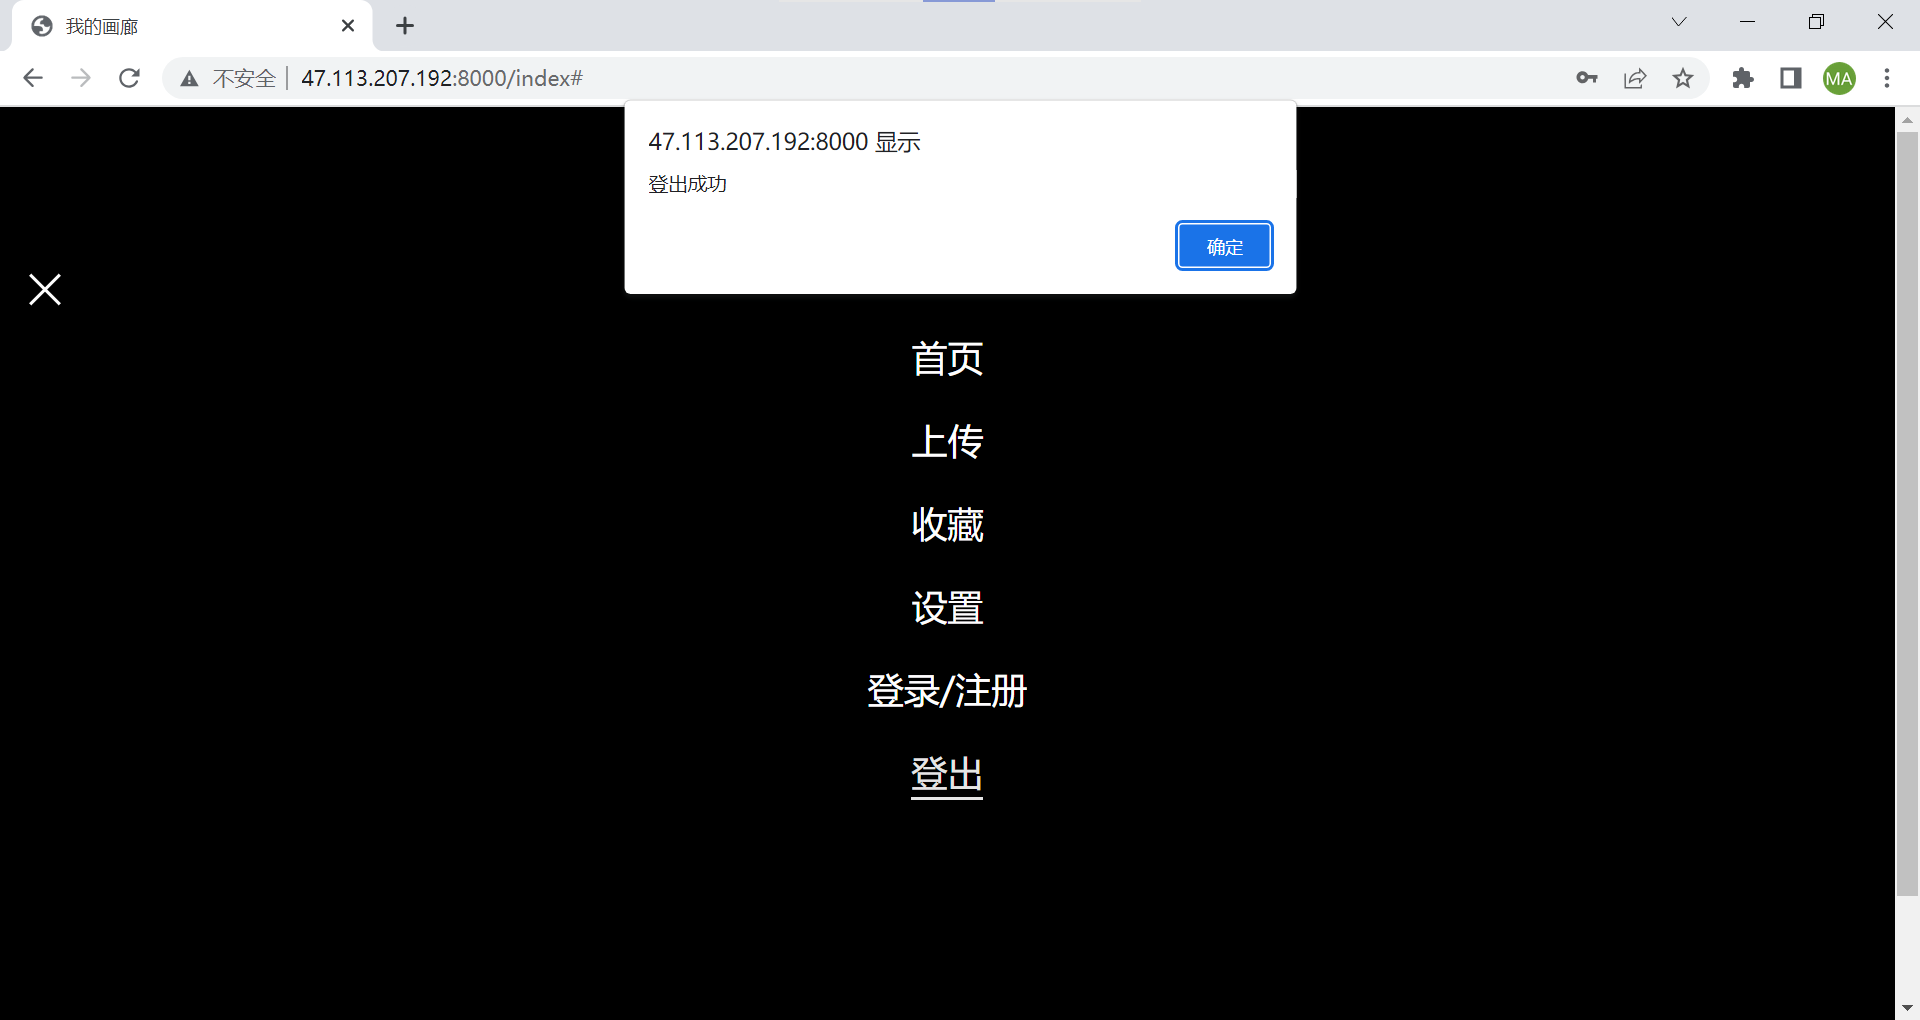 我的画廊
不安全 47.113.207.192:8000/index#
MA
47.113.207.192:8000 显示
登出成功
确定
首页
上传
收藏
设置
登录/注册
登出